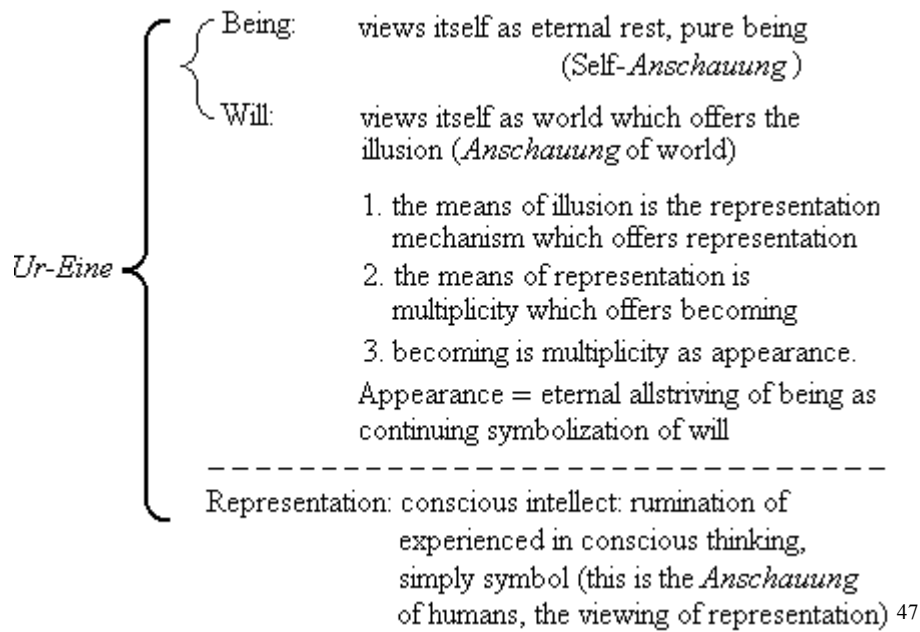 Being: views itself as eternal rest, pure being
(Self-Anschauung)
Will: views itself as world which offers the
illusion (Anschauung of world)
1. the means of illusion is the representation
mechanism which offers representation
Ur-Eine
2. the means of representation is
multiplicity which offers becoming
3. becoming is multiplicity as appearance.
Appearance = eternal allstriving of being as
continuing symbolization of will
Representation: conscious intellect: rumination of
experienced in conscious thinking,
simply symbol (this is the Anschauung
of humans, the viewing of representation) 47